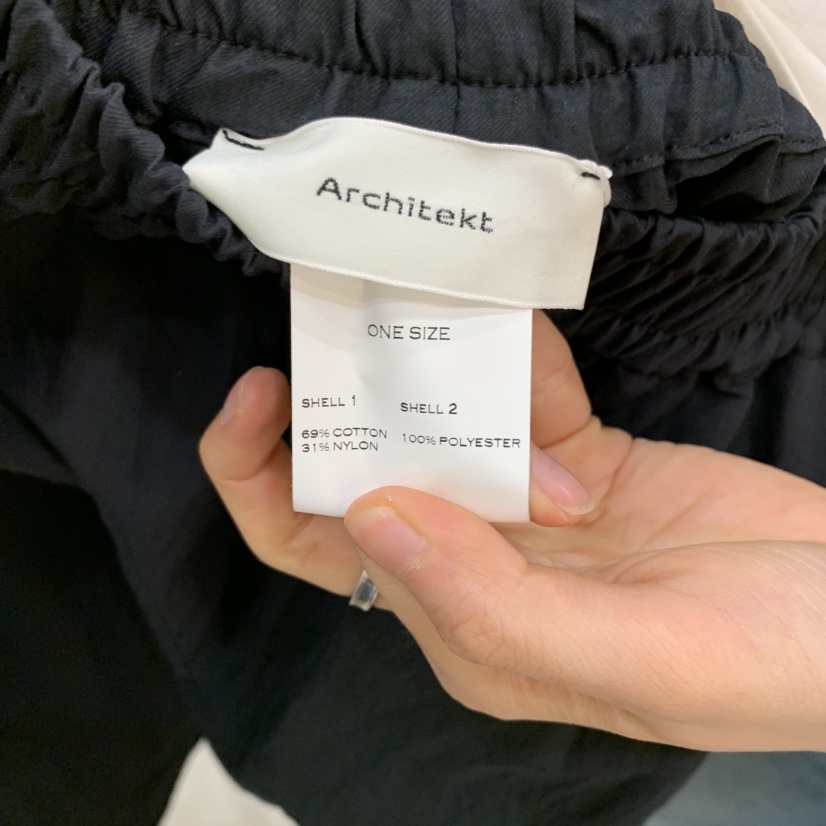 Architekt
ONE SIZE
SHELL 1
69% COTTON
31% NYLON
SHELL 2
100% POLYESTER